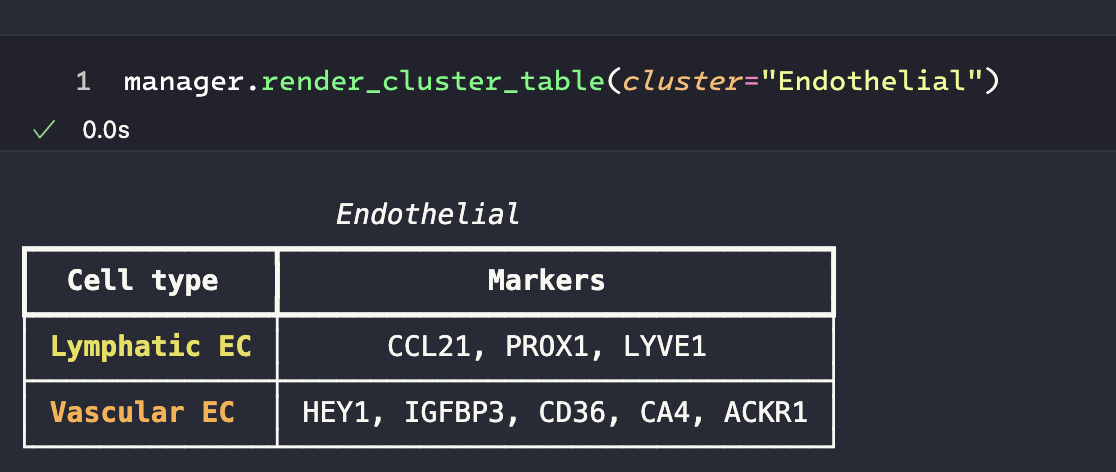 1 manager.render_cluster_table(cluster="Endothelial")
0.0s
Endothelial
Cell type Markers
Lymphatic EC CCL21, PROX1, LYVE1
Vascular EC HEY1, IGFBP3, CD36, CA4, ACKR1